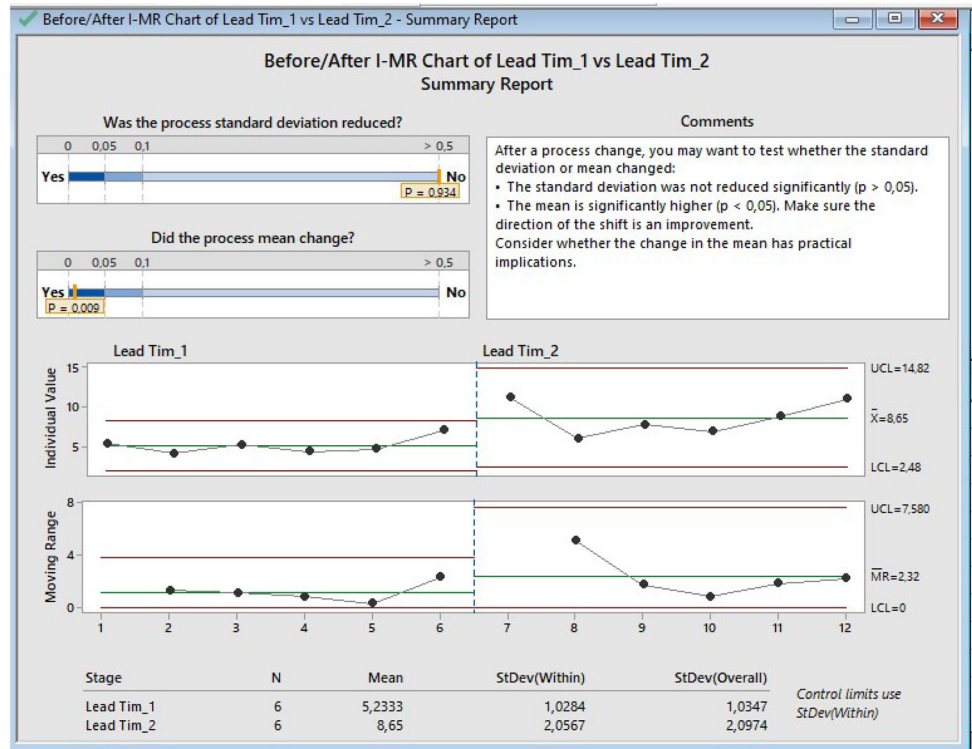 Before/After I-MR Chart of Lead Tim_1 vs Lead Tim_2 - Summary Report
Before/After I-MR Chart of Lead Tim_1 vs Lead Tim_2
Summary Report
Was the process standard deviation reduced?
0 0,05 0,1 > 0,5
Yes No
P = 0,934
Did the process mean change?
0 0,05 0,1 > 0,5
Yes No
P = 0,009
Comments
After a process change, you may want to test whether the standard
deviation or mean changed:
• The standard deviation was not reduced significantly (p > 0,05).
• The mean is significantly higher (p < 0,05). Make sure the
direction of the shift is an improvement.
Consider whether the change in the mean has practical
implications.
Lead Tim_1 Lead Tim_2
Individual Value
15
10
5
UCL=14,82
X̄=8,65
LCL=2,48
Moving Range
8
4
0
UCL=7,580
M̅R̅=2,32
LCL=0
1 2 3 4 5 6 7 8 9 10 11 12
Stage N Mean StDev(Within) StDev(Overall)
Lead Tim_1 6 5,2333 1,0284 1,0347
Lead Tim_2 6 8,65 2,0567 2,0974
Control limits use
StDev(Within)